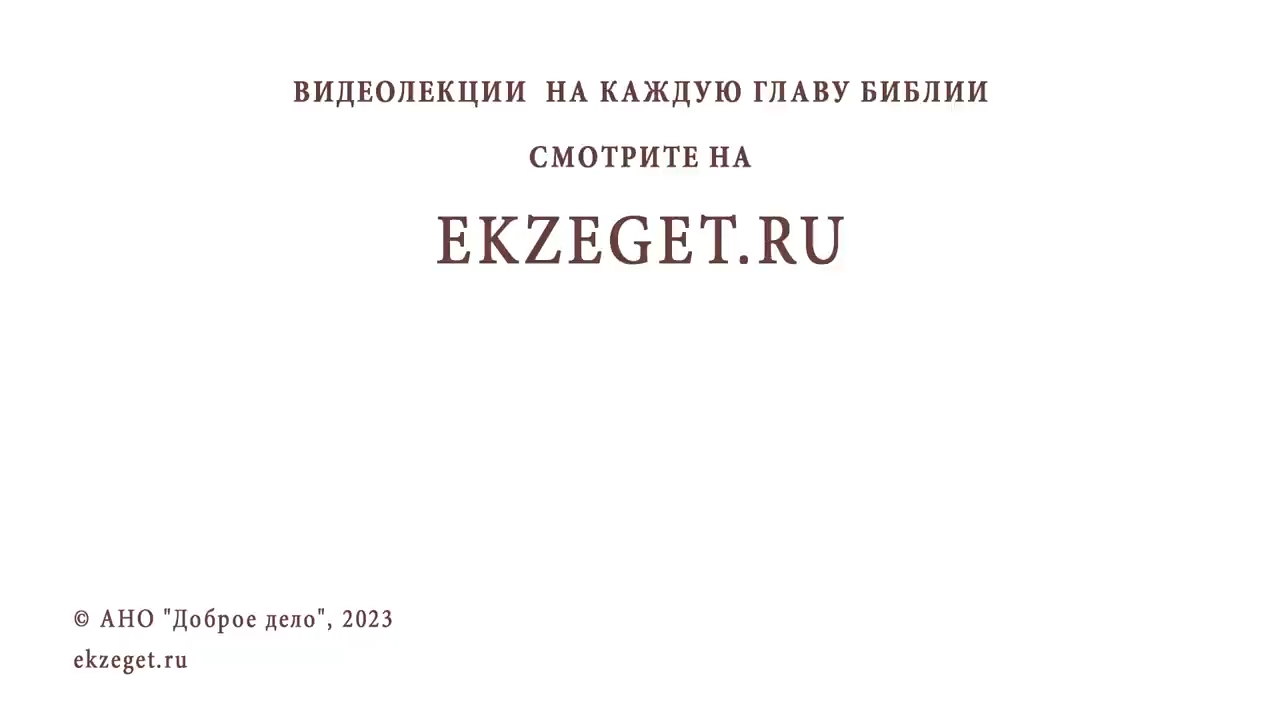 ВИДЕОЛЕКЦИИ НА КАЖДУЮ ГЛАВУ БИБЛИИ
СМОТРИТЕ НА
EKZEGET.RU
© АНО "Доброе дело", 2023
ekzeget.ru